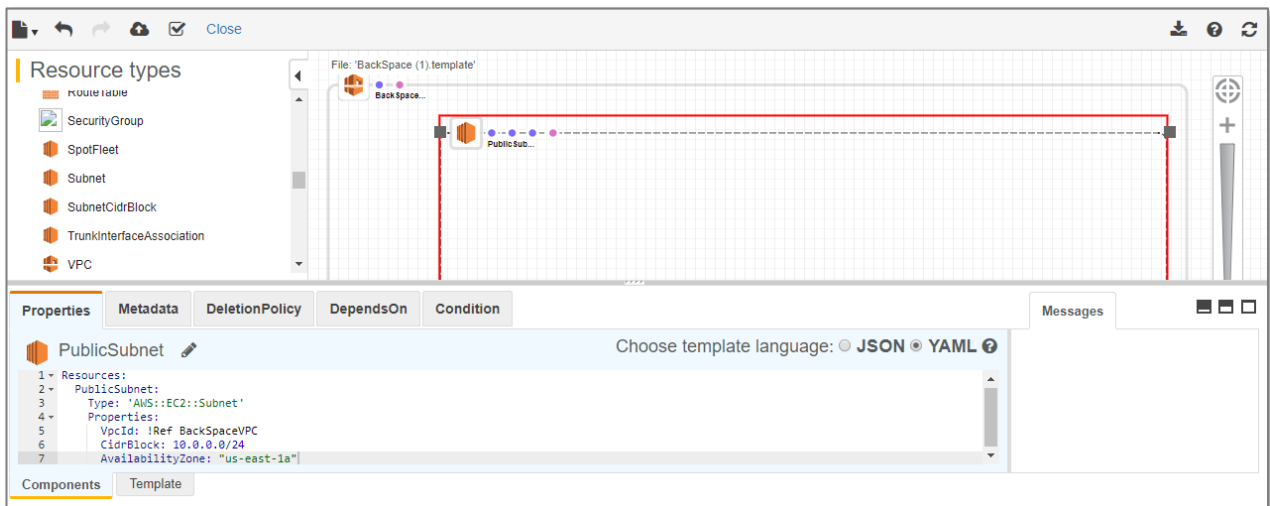 Close
Resource types
RouteTable
SecurityGroup
SpotFleet
Subnet
SubnetCidrBlock
TrunkInterfaceAssociation
VPC
File: 'BackSpace (1).template'
BackSpace...
PublicSub...
Properties
Metadata
DeletionPolicy
DependsOn
Condition
Messages
PublicSubnet
Choose template language: JSON YAML
1 Resources:
2 PublicSubnet:
3 Type: 'AWS::EC2::Subnet'
4 Properties:
5 VpcId: !Ref BackSpaceVPC
6 CidrBlock: 10.0.0.0/24
7 AvailabilityZone: "us-east-1a"
Components
Template